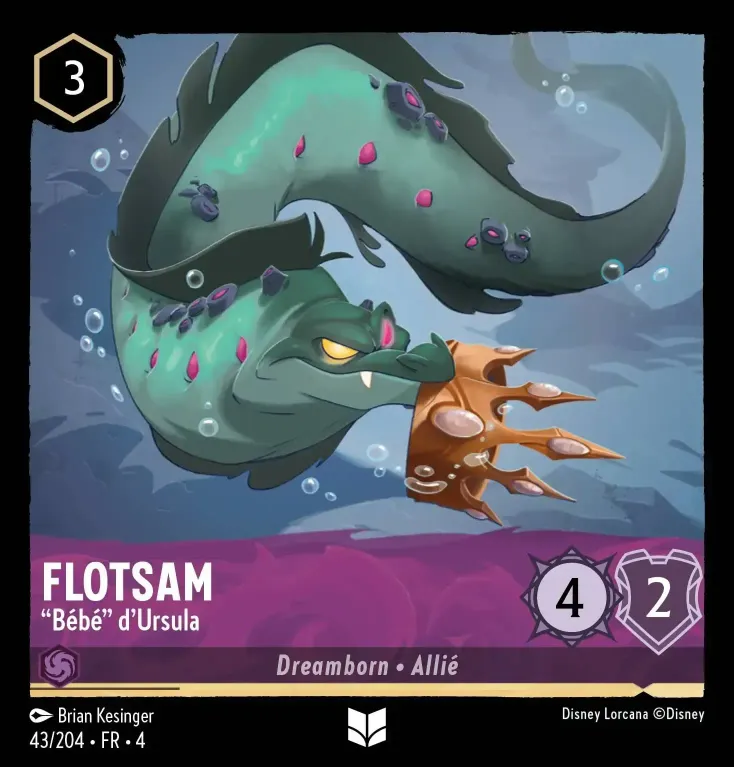 3
FLOTSAM
“Bébé” d’Ursula
4
2
Dreamborn • Allié
Brian Kesinger
Disney Lorcana ©Disney
43/204 • FR • 4